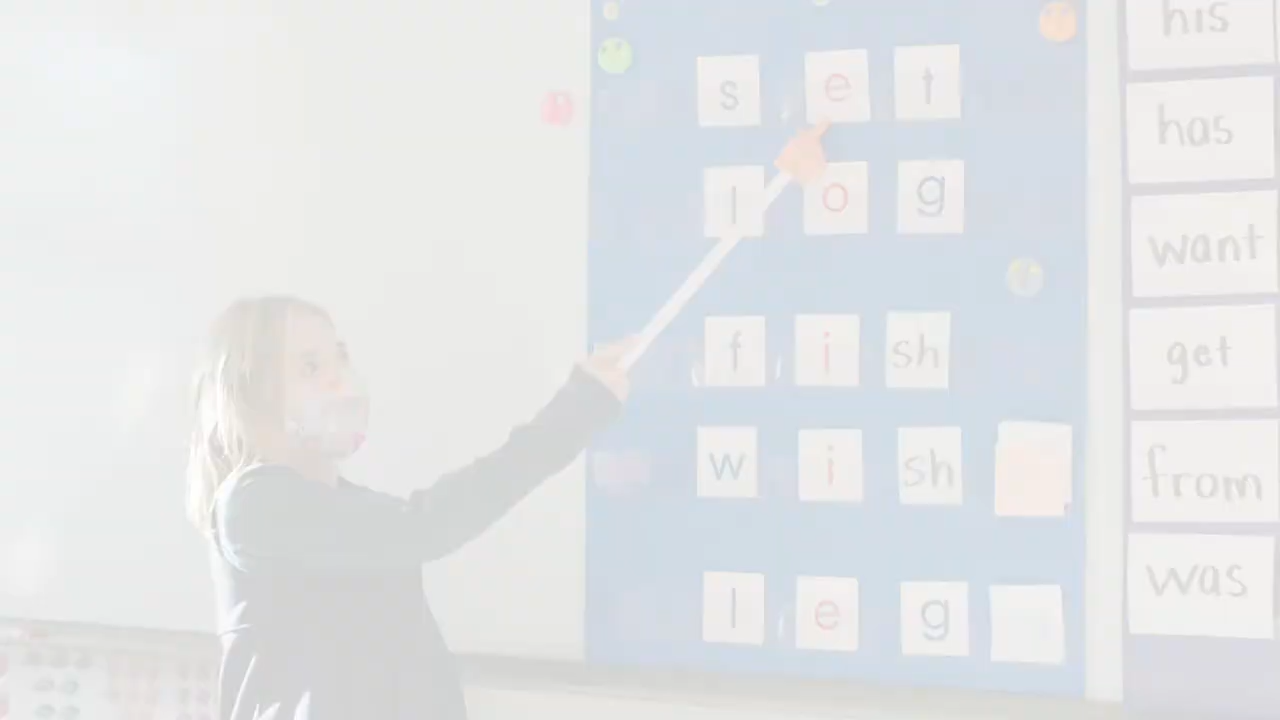 s e t
l o g
f i sh
w i sh
l e g
his
has
want
get
from
was